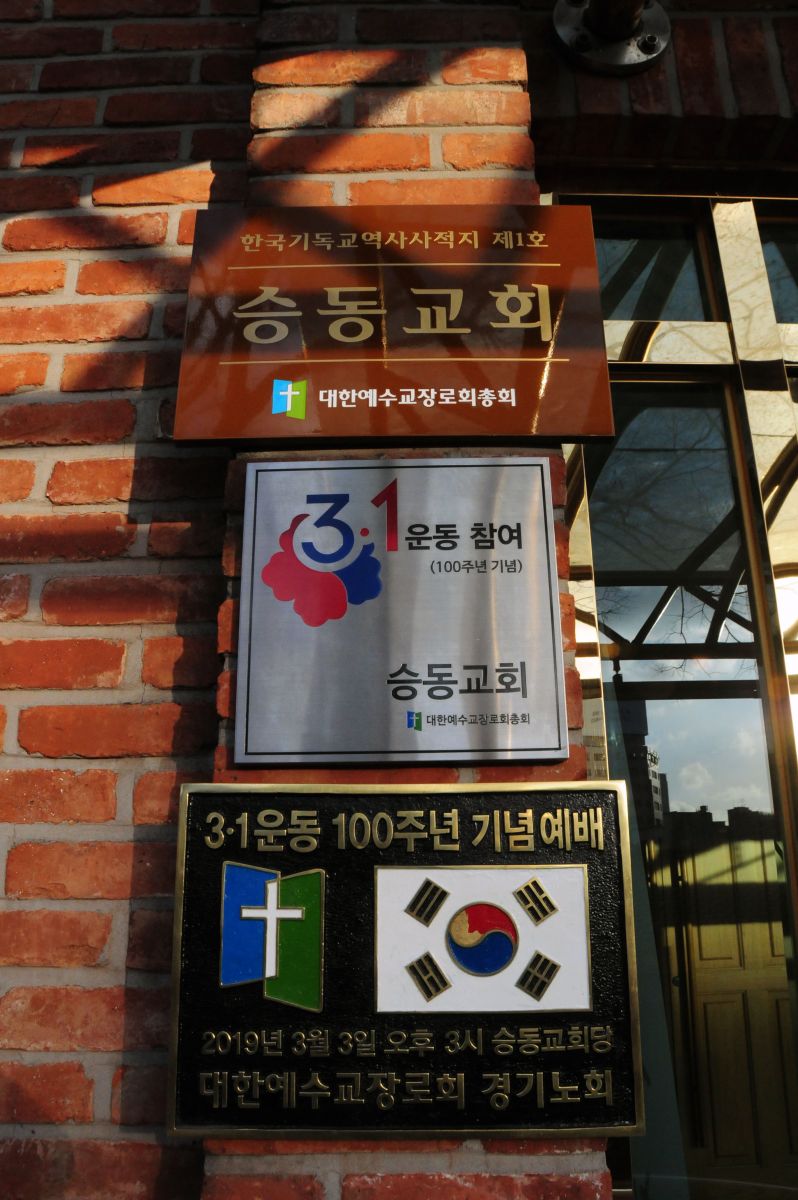 한국기독교역사사적지 제1호
승동교회
대한예수교장로회총회
3·1운동 참여
(100주년 기념)
승동교회
대한예수교장로회총회
3·1운동 100주년 기념예배
2019년 3월 3일 오후 3시 승동교회당
대한예수교장로회 경기노회